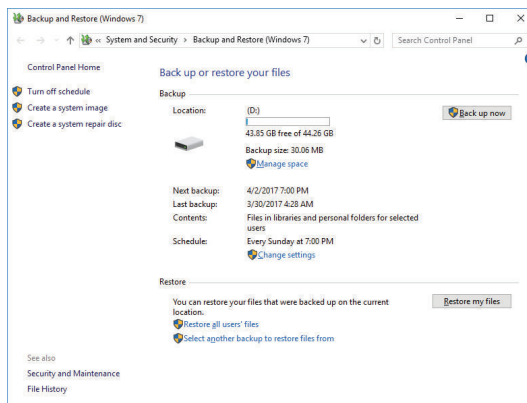 Backup and Restore (Windows 7)
« System and Security > Backup and Restore (Windows 7)
Search Control Panel
Control Panel Home
Turn off schedule
Create a system image
Create a system repair disc
Back up or restore your files
Backup
Location: (D:)
Back up now
43.85 GB free of 44.26 GB
Backup size: 30.06 MB
Manage space
Next backup: 4/2/2017 7:00 PM
Last backup: 3/30/2017 4:28 AM
Contents: Files in libraries and personal folders for selected
users
Schedule: Every Sunday at 7:00 PM
Change settings
Restore
You can restore your files that were backed up on the current
location.
Restore my files
Restore all users' files
Select another backup to restore files from
See also
Security and Maintenance
File History